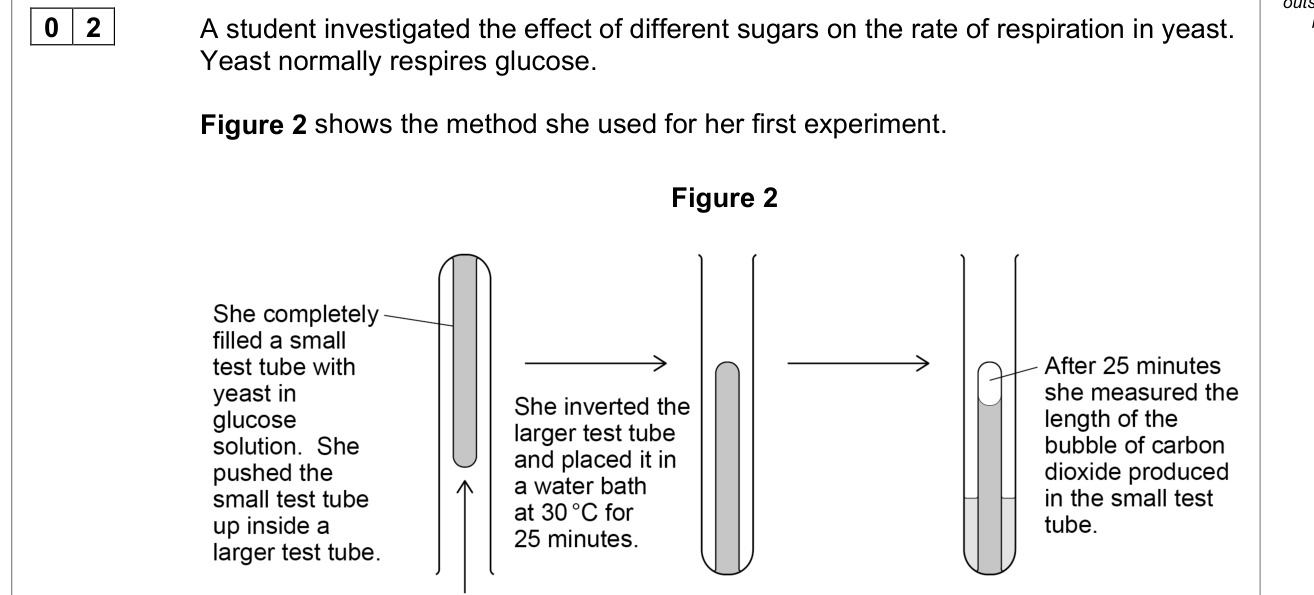 0 2
A student investigated the effect of different sugars on the rate of respiration in yeast.
Yeast normally respires glucose.
Figure 2 shows the method she used for her first experiment.
Figure 2
She completely
filled a small
test tube with
yeast in
glucose
solution. She
pushed the
small test tube
up inside a
larger test tube.
She inverted the
larger test tube
and placed it in
a water bath
at 30 °C for
25 minutes.
After 25 minutes
she measured the
length of the
bubble of carbon
dioxide produced
in the small test
tube.